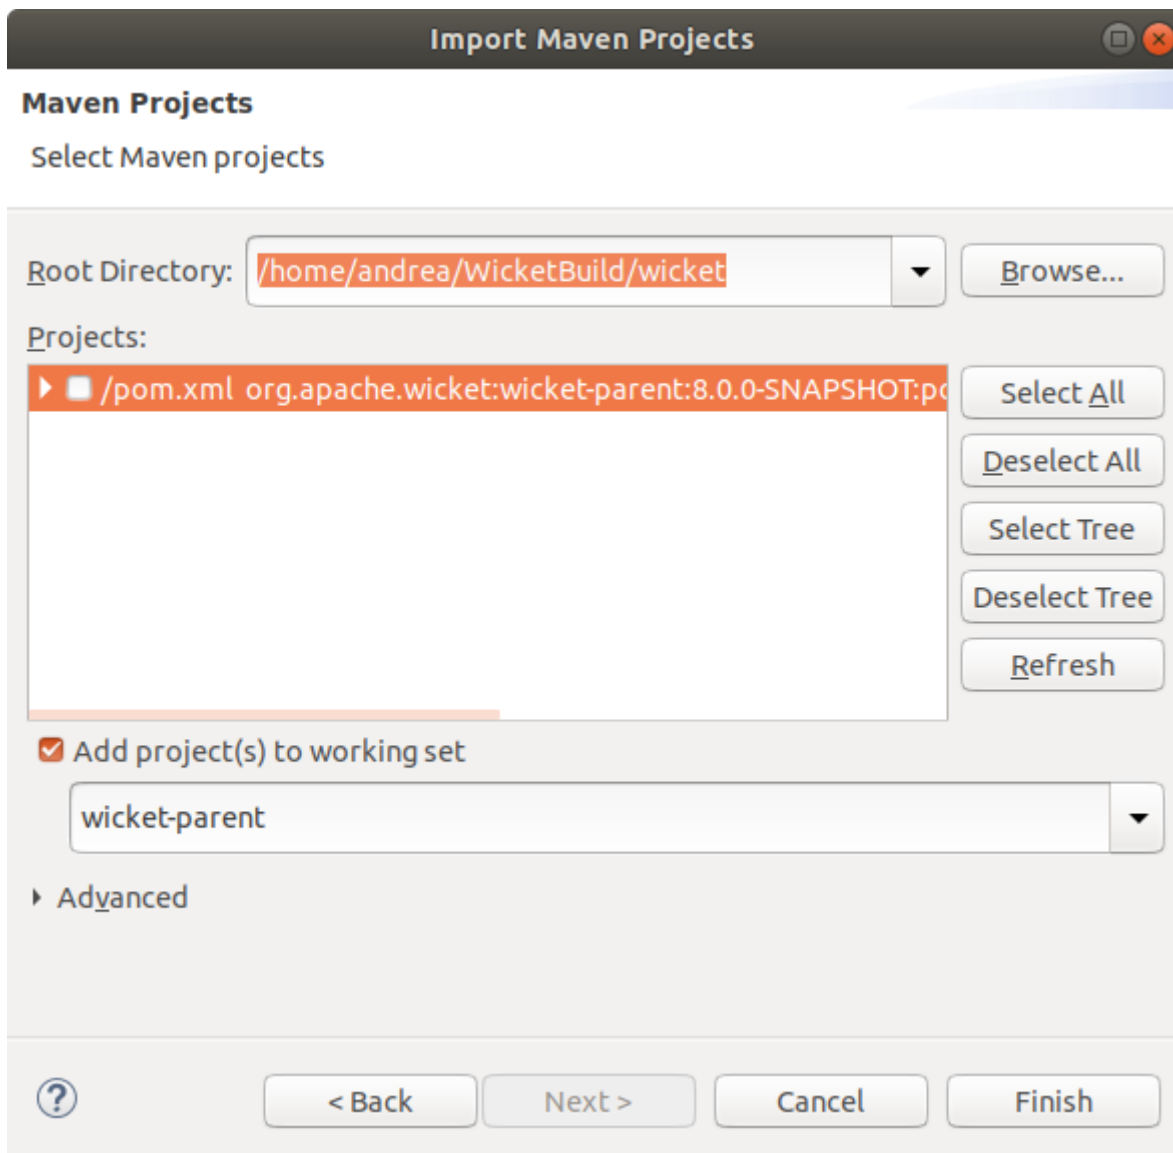 Import Maven Projects
Maven Projects
Select Maven projects
Root Directory: /home/andrea/WicketBuild/wicket Browse...
Projects:
/pom.xml org.apache.wicket:wicket-parent:8.0.0-SNAPSHOT:po
Select All
Deselect All
Select Tree
Deselect Tree
Refresh
Add project(s) to working set
wicket-parent
Advanced
? < Back Next > Cancel Finish